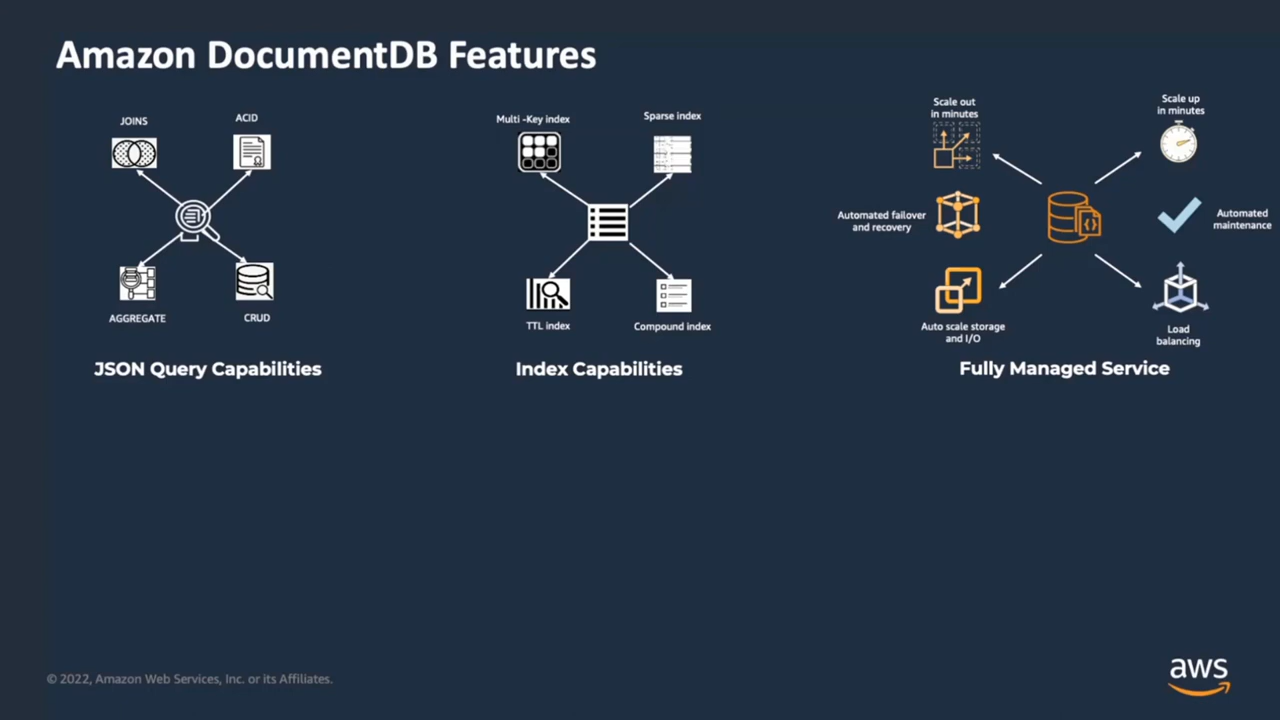 Amazon DocumentDB Features
JOINS
ACID
AGGREGATE
CRUD
JSON Query Capabilities
Multi -Key index
Sparse index
TTL index
Compound index
Index Capabilities
Scale out
in minutes
Scale up
in minutes
Automated failover
and recovery
Automated
maintenance
Auto scale storage
and I/O
Load
balancing
Fully Managed Service
© 2022, Amazon Web Services, Inc. or its Affiliates.
aws